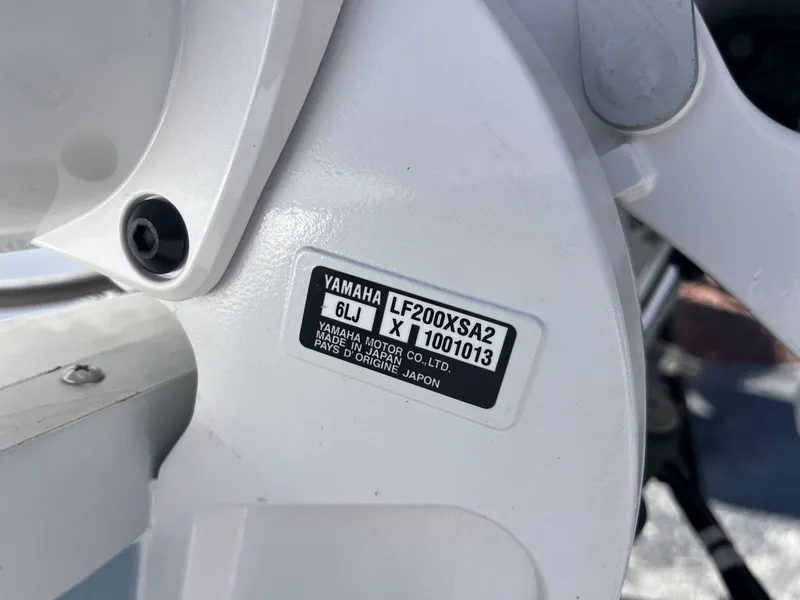 YAMAHA LF200XSA2
6LJ X 1001013
YAMAHA MOTOR CO.,LTD.
MADE IN JAPAN
PAYS D'ORIGINE JAPON